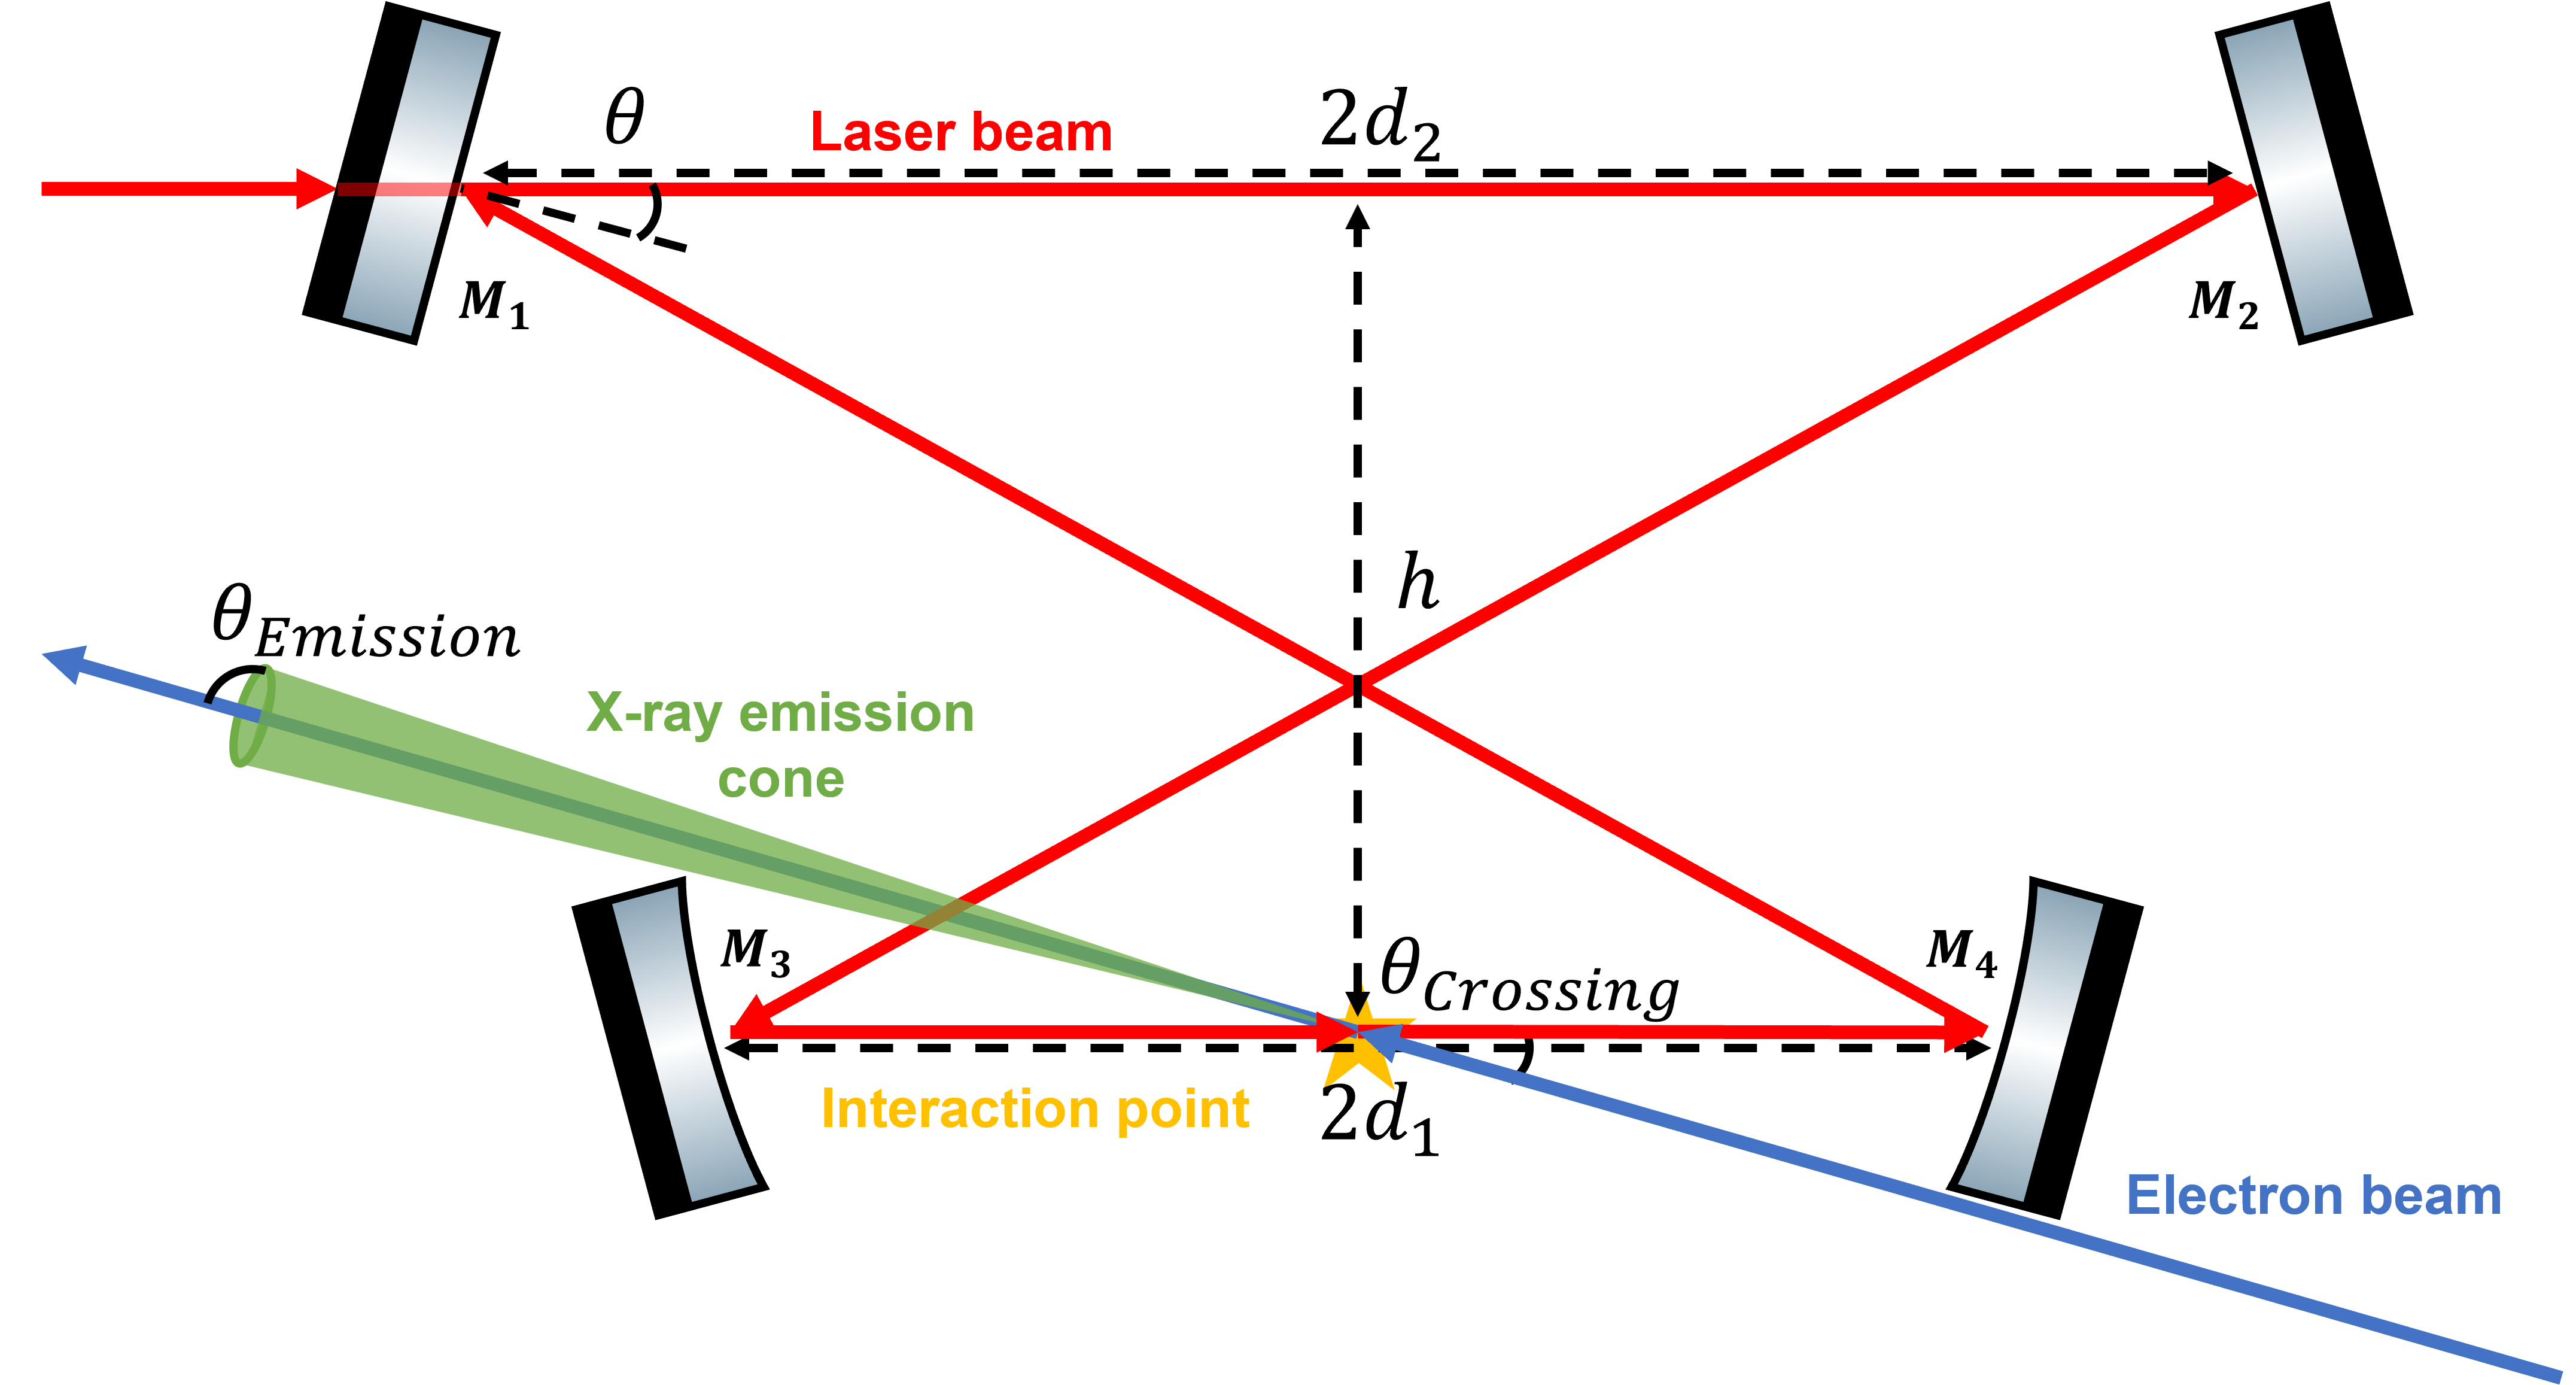 θ
Laser beam
2d₂
M₁
M₂
h
θ_Emission
X-ray emission
cone
M₃
θ_Crossing
M₄
Interaction point
2d₁
Electron beam